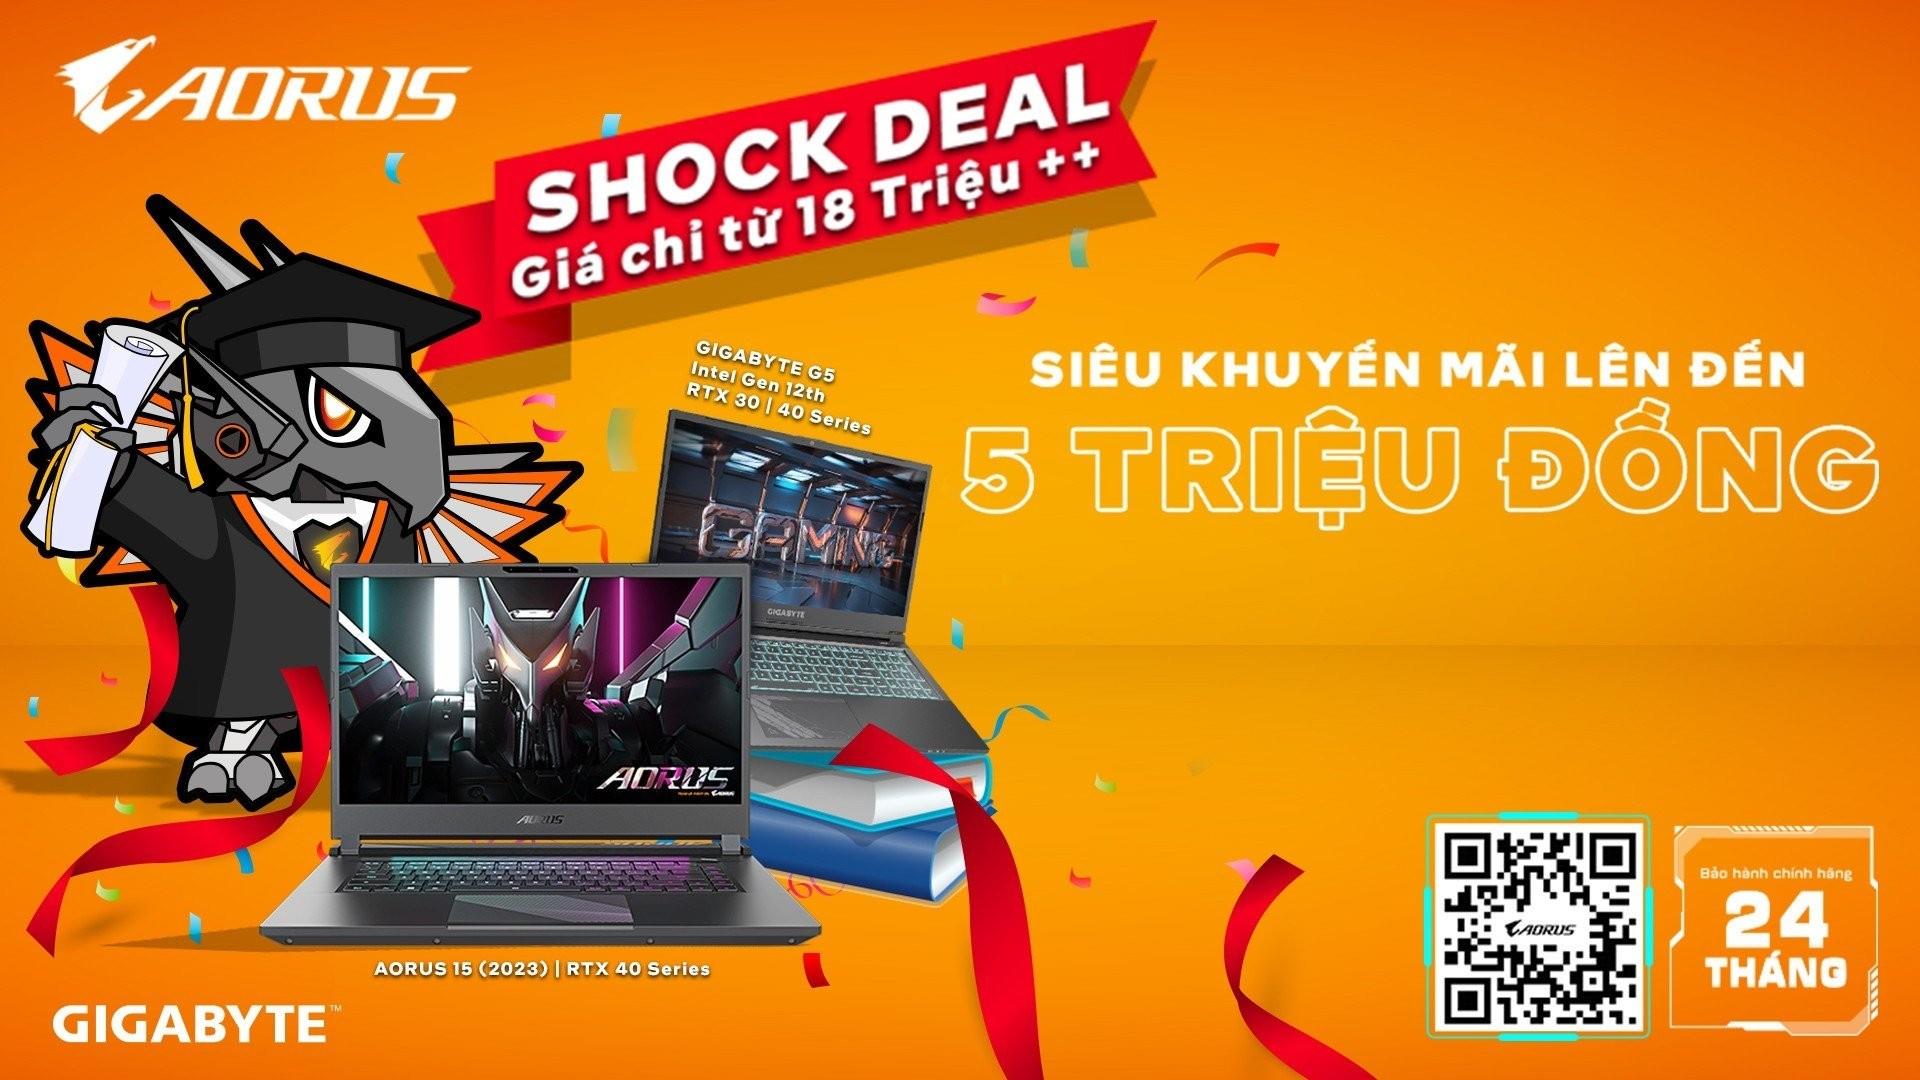 AORUS
SHOCK DEAL
Giá chỉ từ 18 Triệu ++
GIGABYTE G5
Intel Gen 12th
RTX 30 | 40 Series
SIÊU KHUYẾN MÃI LÊN ĐẾN
5 TRIỆU ĐỒNG
GAMING
GIGABYTE
AORUS
AORUS
AORUS
AORUS 15 (2023) | RTX 40 Series
GIGABYTE™
AORUS
Bảo hành chính hãng
24
THÁNG